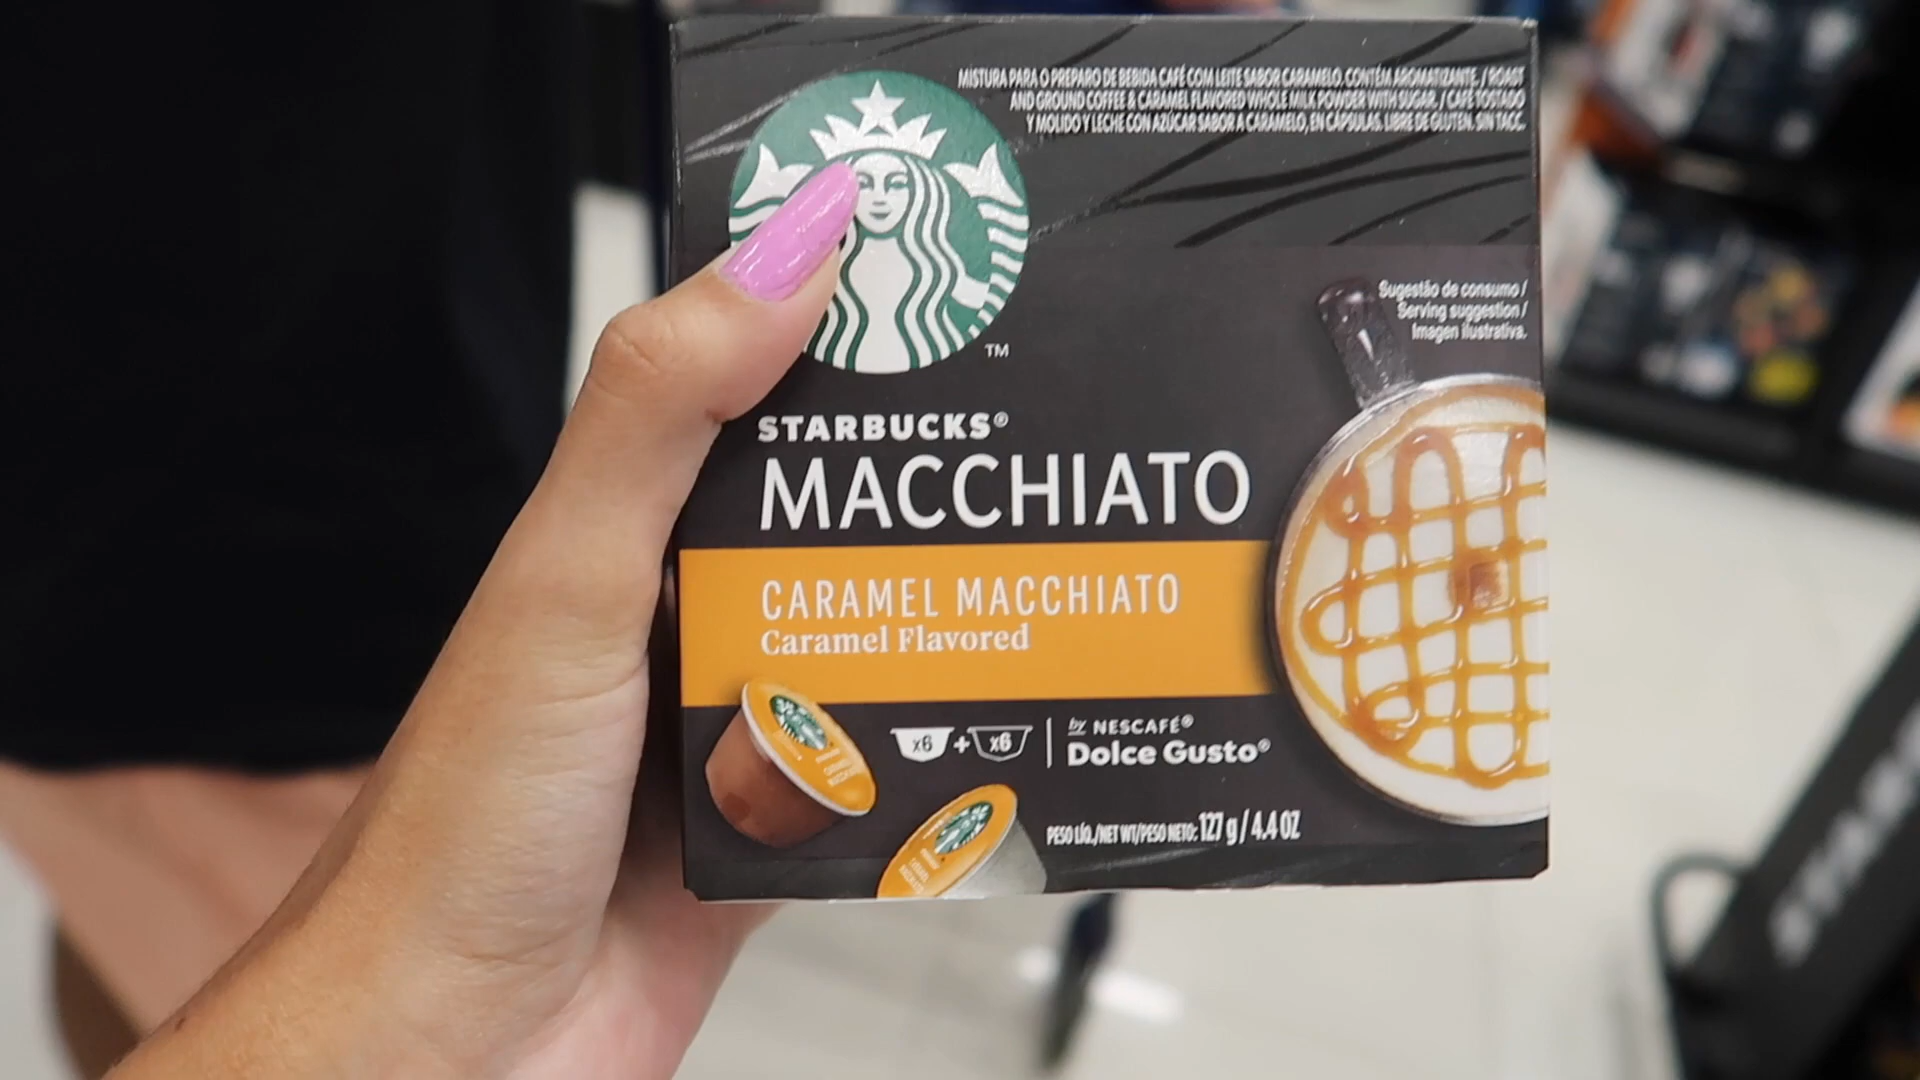 MISTURA PARA O PREPARO DE BEBIDA CAFÉ COM LEITE SABOR CARAMELO. CONTÉM AROMATIZANTE. / ROAST
AND GROUND COFFEE & CARAMEL FLAVORED WHOLE MILK POWDER WITH SUGAR. / CAFÉ TOSTADO
Y MOLIDO Y LECHE CON AZÚCAR SABOR A CARAMELO, EN CÁPSULAS. LIBRE DE GLUTEN. SIN TACC.
Sugestão de consumo /
Serving suggestion /
Imagen ilustrativa.
TM
STARBUCKS®
MACCHIATO
CARAMEL MACCHIATO
Caramel Flavored
x6 + x6
by NESCAFÉ®
Dolce Gusto®
PESO LÍQ./NET WT/PESO NETO: 127 g / 4.4 OZ